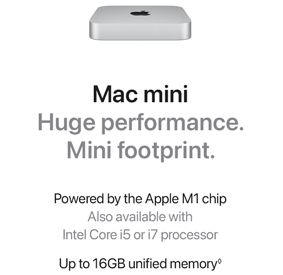 Mac mini
Huge performance.
Mini footprint.
Powered by the Apple M1 chip
Also available with
Intel Core i5 or i7 processor
Up to 16GB unified memory◊